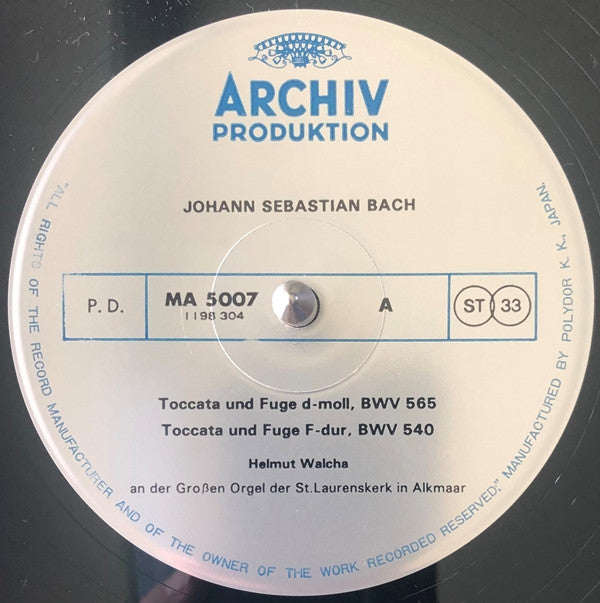 ARCHIV
PRODUKTION
JOHANN SEBASTIAN BACH
P. D.
MA 5007
1198 304
A
ST 33
Toccata und Fuge d-moll, BWV 565
Toccata und Fuge F-dur, BWV 540
Helmut Walcha
an der Großen Orgel der St.Laurenskerk in Alkmaar
"ALL RIGHTS OF THE RECORD MANUFACTURER AND OF THE OWNER OF THE WORK RECORDED RESERVED;" MANUFACTURED BY POLYDOR K. K., JAPAN.